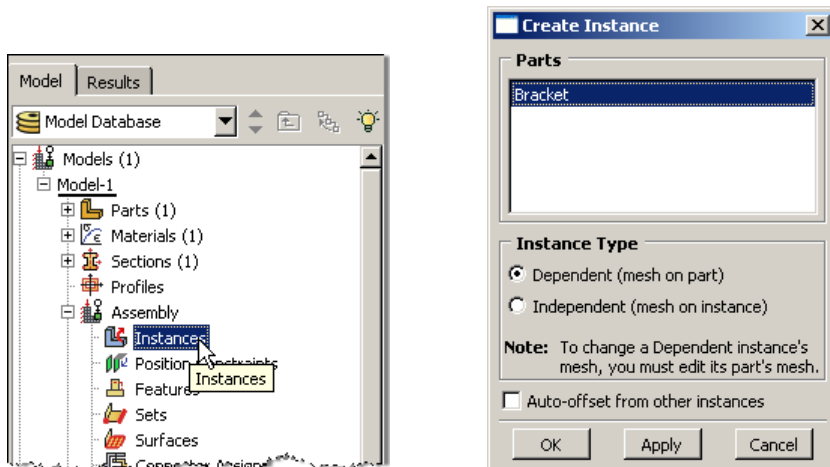 Model Results
Model Database
Models (1)
Model-1
Parts (1)
Materials (1)
Sections (1)
Profiles
Assembly
Instances
Position
Instances
Features
Sets
Surfaces
Create Instance
Parts
Bracket
Instance Type
Dependent (mesh on part)
Independent (mesh on instance)
Note: To change a Dependent instance's
mesh, you must edit its part's mesh.
Auto-offset from other instances
OK Apply Cancel